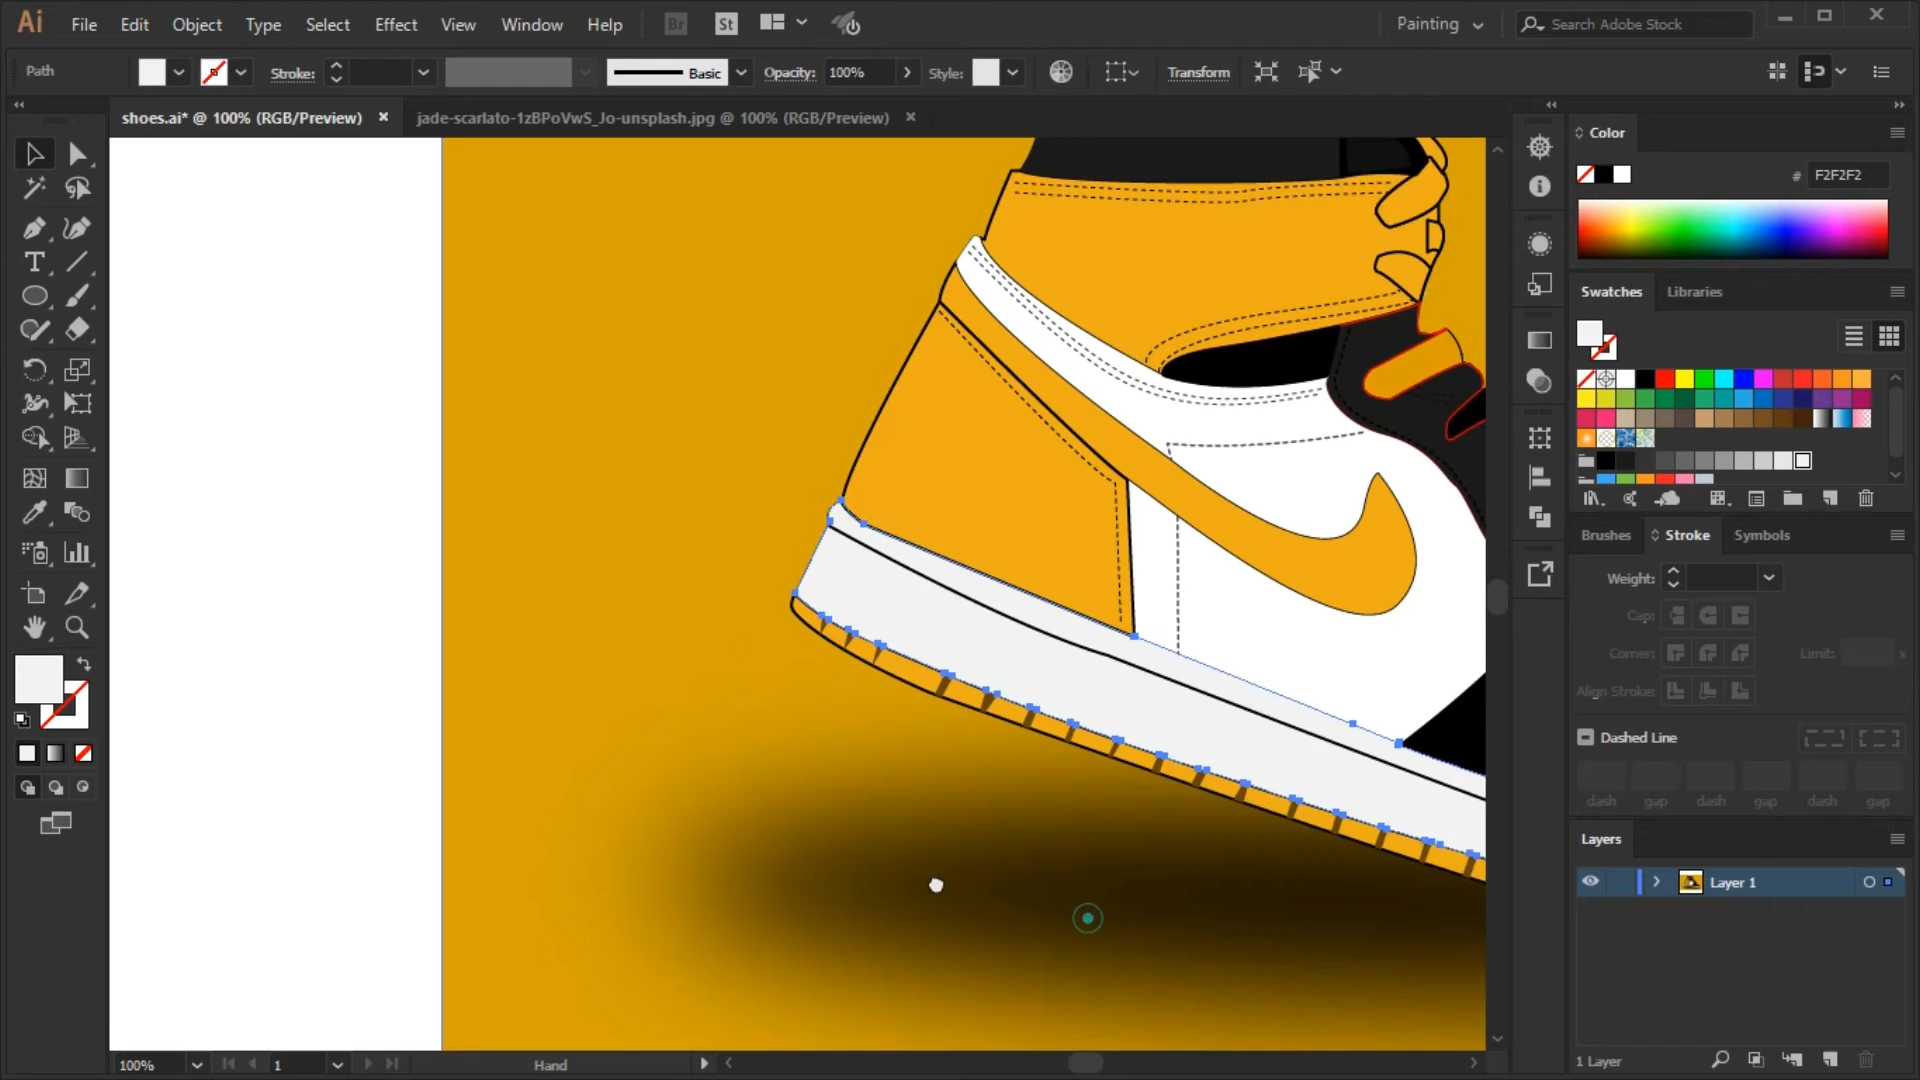 Ai File Edit Object Type Select Effect View Window Help Br St Painting Search Adobe Stock
Path Stroke: Basic Opacity: 100% Style: Transform
shoes.ai* @ 100% (RGB/Preview) × jade-scarlato-1zBPoVwS_Jo-unsplash.jpg @ 100% (RGB/Preview) ×
Color
# F2F2F2
Swatches Libraries
Brushes Stroke Symbols
Weight:
Cap:
Corner: Limit: x
Align Stroke:
Dashed Line
dash gap dash gap dash gap
Layers
Layer 1
100% 1 Hand
1 Layer